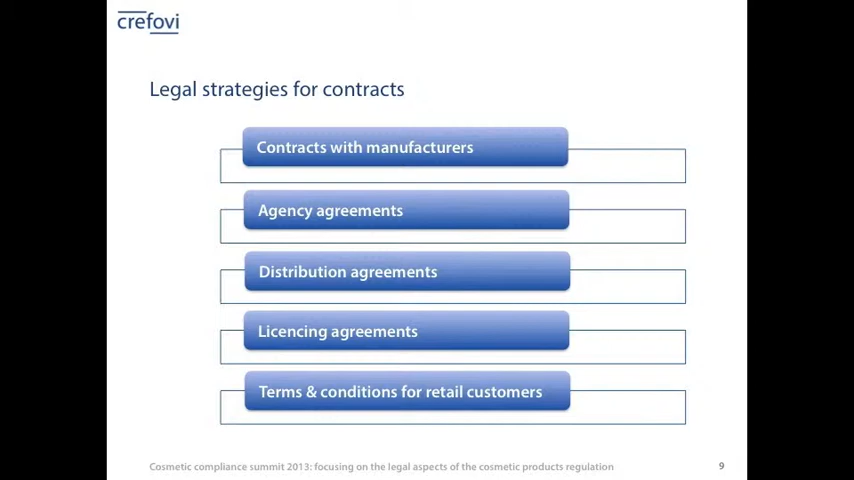 crefovi
Legal strategies for contracts
Contracts with manufacturers
Agency agreements
Distribution agreements
Licencing agreements
Terms & conditions for retail customers
Cosmetic compliance summit 2013: focusing on the legal aspects of the cosmetic products regulation
9